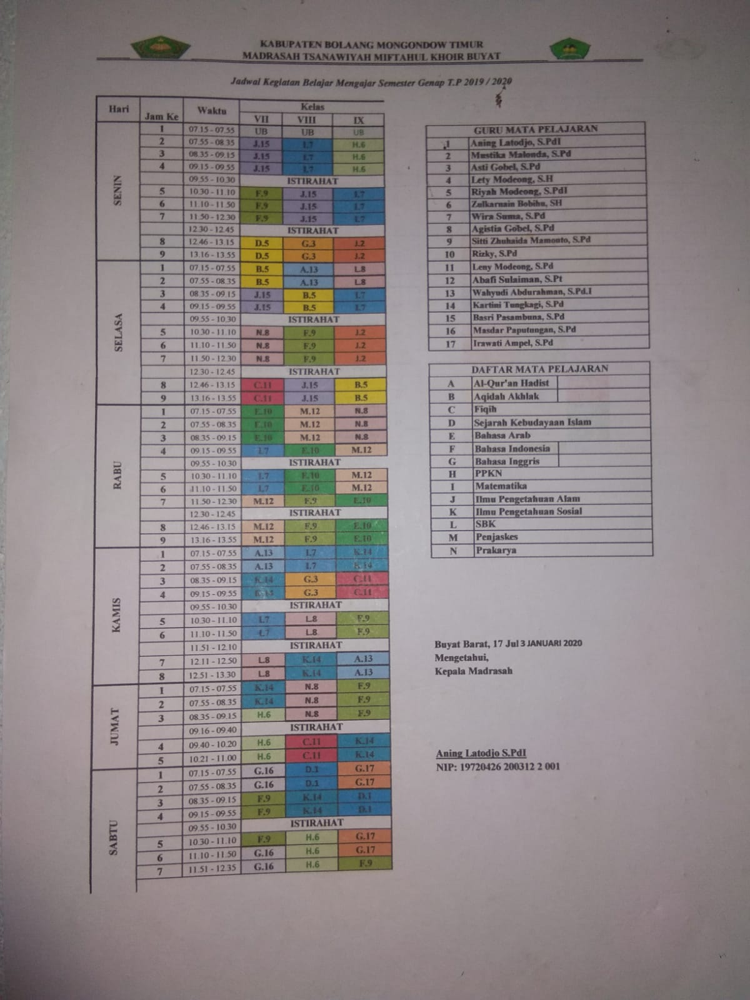 KABUPATEN BOLAANG MONGONDOW TIMUR
MADRASAH TSANAWIYAH MIFTAHUL KHOIR BUYAT
Jadwal Kegiatan Belajar Mengajar Semester Genap T.P 2019 / 2020
Hari Jam Ke Waktu Kelas
VII VIII IX
SENIN
1 07.15 - 07.55 UB UB UB
2 07.55 - 08.35 J.15 I.7 H.6
3 08.35 - 09.15 J.15 I.7 H.6
4 09.15 - 09.55 J.15 I.7 H.6
09.55 - 10.30 ISTIRAHAT
5 10.30 - 11.10 F.9 J.15 I.7
6 11.10 - 11.50 F.9 J.15 I.7
7 11.50 - 12.30 F.9 J.15 I.7
12.30 - 12.45 ISTIRAHAT
8 12.46 - 13.15 D.5 G.3 J.2
9 13.16 - 13.55 D.5 G.3 J.2
SELASA
1 07.15 - 07.55 B.5 A.13 L.8
2 07.55 - 08.35 B.5 A.13 L.8
3 08.35 - 09.15 J.15 B.5 I.7
4 09.15 - 09.55 J.15 B.5 I.7
09.55 - 10.30 ISTIRAHAT
5 10.30 - 11.10 N.8 F.9 J.2
6 11.10 - 11.50 N.8 F.9 J.2
7 11.50 - 12.30 N.8 F.9 J.2
12.30 - 12.45 ISTIRAHAT
8 12.46 - 13.15 C.11 J.15 B.5
9 13.16 - 13.55 C.11 J.15 B.5
RABU
1 07.15 - 07.55 E.10 M.12 N.8
2 07.55 - 08.35 E.10 M.12 N.8
3 08.35 - 09.15 E.10 M.12 N.8
4 09.15 - 09.55 I.7 E.10 M.12
09.55 - 10.30 ISTIRAHAT
5 10.30 - 11.10 I.7 E.10 M.12
6 11.10 - 11.50 I.7 E.10 M.12
7 11.50 - 12.30 M.12 F.9 E.10
12.30 - 12.45 ISTIRAHAT
8 12.46 - 13.15 M.12 F.9 E.10
9 13.16 - 13.55 M.12 F.9 E.10
KAMIS
1 07.15 - 07.55 A.13 I.7 K.14
2 07.55 - 08.35 A.13 I.7 K.14
3 08.35 - 09.15 K.14 G.3 C.11
4 09.15 - 09.55 K.14 G.3 C.11
09.55 - 10.30 ISTIRAHAT
5 10.30 - 11.10 I.7 L.8 F.9
6 11.10 - 11.50 I.7 L.8 F.9
11.51 - 12.10 ISTIRAHAT
7 12.11 - 12.50 L.8 K.14 A.13
8 12.51 - 13.30 L.8 K.14 A.13
JUMAT
1 07.15 - 07.55 K.14 N.8 F.9
2 07.55 - 08.35 K.14 N.8 F.9
3 08.35 - 09.15 H.6 N.8 F.9
09.16 - 09.40 ISTIRAHAT
4 09.40 - 10.20 H.6 C.11 K.14
5 10.21 - 11.00 H.6 C.11 K.14
SABTU
1 07.15 - 07.55 G.16 D.1 G.17
2 07.55 - 08.35 G.16 D.1 G.17
3 08.35 - 09.15 F.9 K.14 D.1
4 09.15 - 09.55 F.9 K.14 D.1
09.55 - 10.30 ISTIRAHAT
5 10.30 - 11.10 F.9 H.6 G.17
6 11.10 - 11.50 G.16 H.6 G.17
7 11.51 - 12.35 G.16 H.6 F.9
GURU MATA PELAJARAN
1 Aning Latodjo, S.PdI
2 Mustika Malonda, S.Pd
3 Asti Gobel, S.Pd
4 Lety Modeong, S.H
5 Riyah Modeong, S.PdI
6 Zulkarnain Bobihu, SH
7 Wira Suma, S.Pd
8 Agistia Gobel, S.Pd
9 Sitti Zhuhaida Mamonto, S.Pd
10 Rizky, S.Pd
11 Leny Modeong, S.Pd
12 Abafi Sulaiman, S.Pt
13 Wahyudi Abdurahman, S.Pd.I
14 Kartini Tungkagi, S.Pd
15 Basri Pasambuna, S.Pd
16 Masdar Paputungan, S.Pd
17 Irawati Ampel, S.Pd
DAFTAR MATA PELAJARAN
A Al-Qur'an Hadist
B Aqidah Akhlak
C Fiqih
D Sejarah Kebudayaan Islam
E Bahasa Arab
F Bahasa Indonesia
G Bahasa Inggris
H PPKN
I Matematika
J Ilmu Pengetahuan Alam
K Ilmu Pengetahuan Sosial
L SBK
M Penjaskes
N Prakarya
Buyat Barat, 17 Jul 3 JANUARI 2020
Mengetahui,
Kepala Madrasah
Aning Latodjo S.PdI
NIP: 19720426 200312 2 001